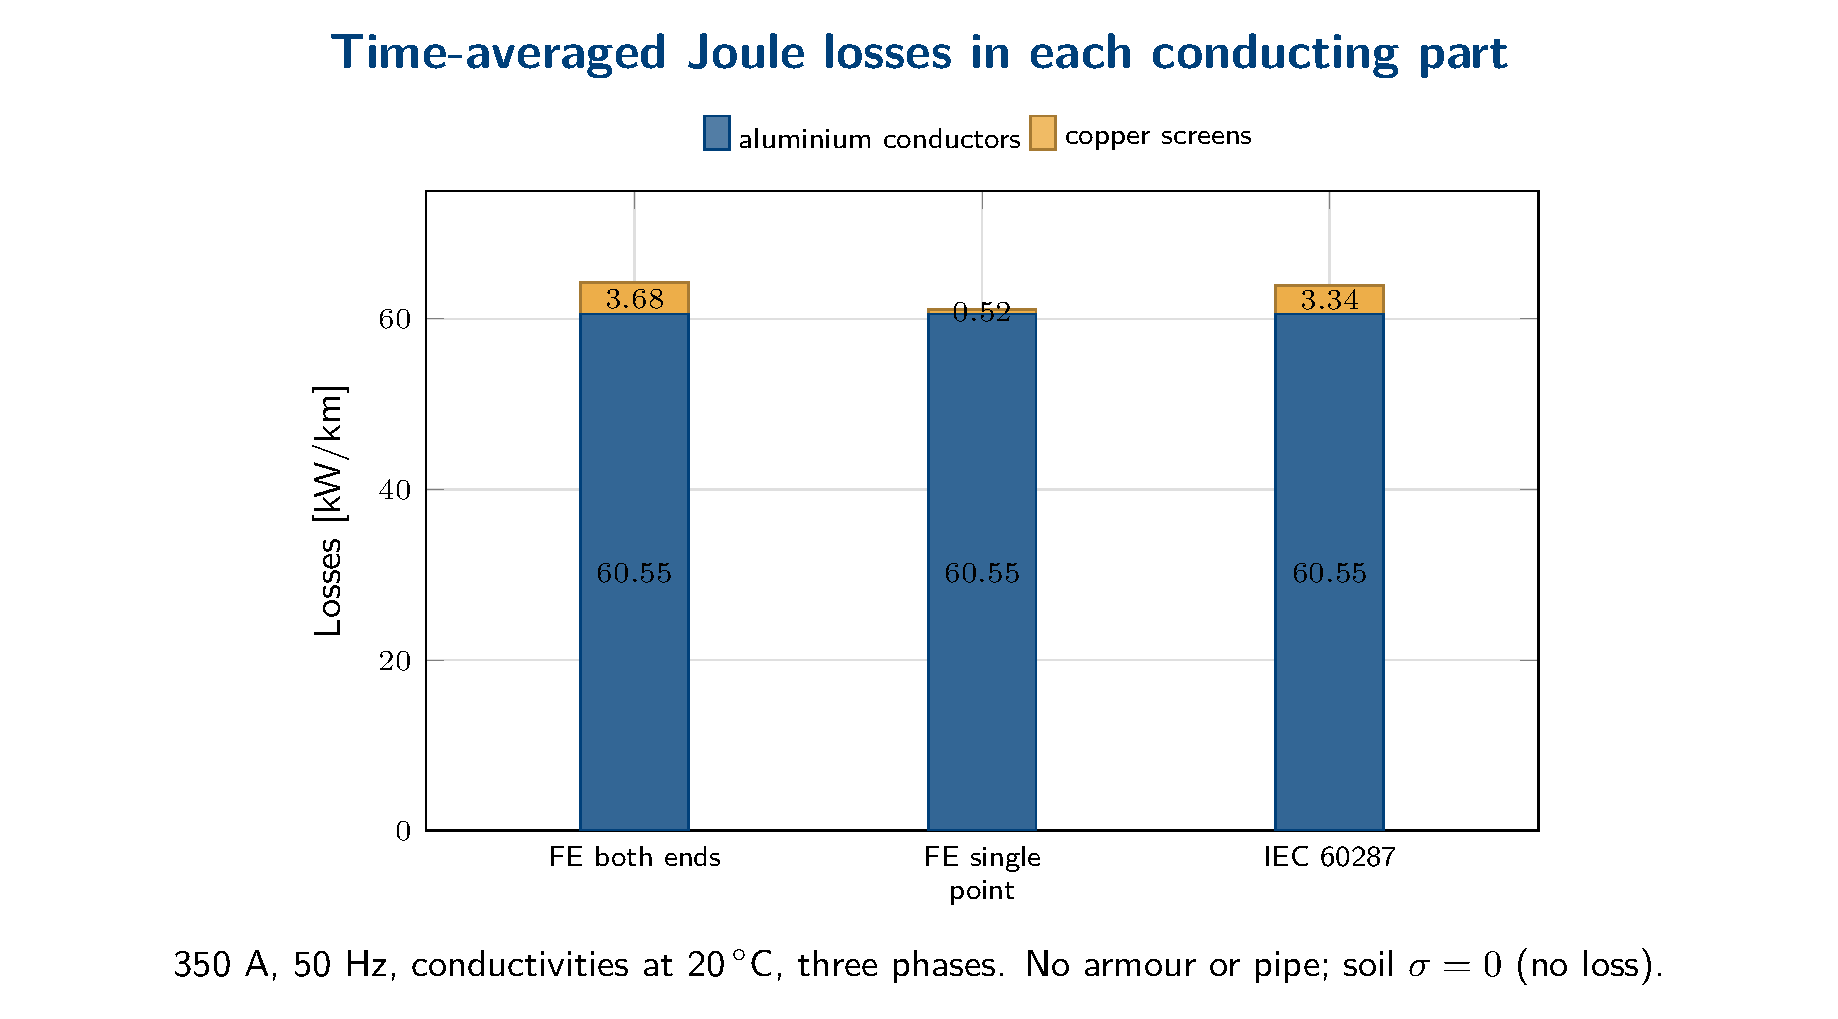 Time-averaged Joule losses in each conducting part
aluminium conductors copper screens
Losses [kW/km]
60
40
20
0
3.68
0.52
3.34
60.55
60.55
60.55
FE both ends
FE single
point
IEC 60287
350 A, 50 Hz, conductivities at 20 °C, three phases. No armour or pipe; soil σ = 0 (no loss).